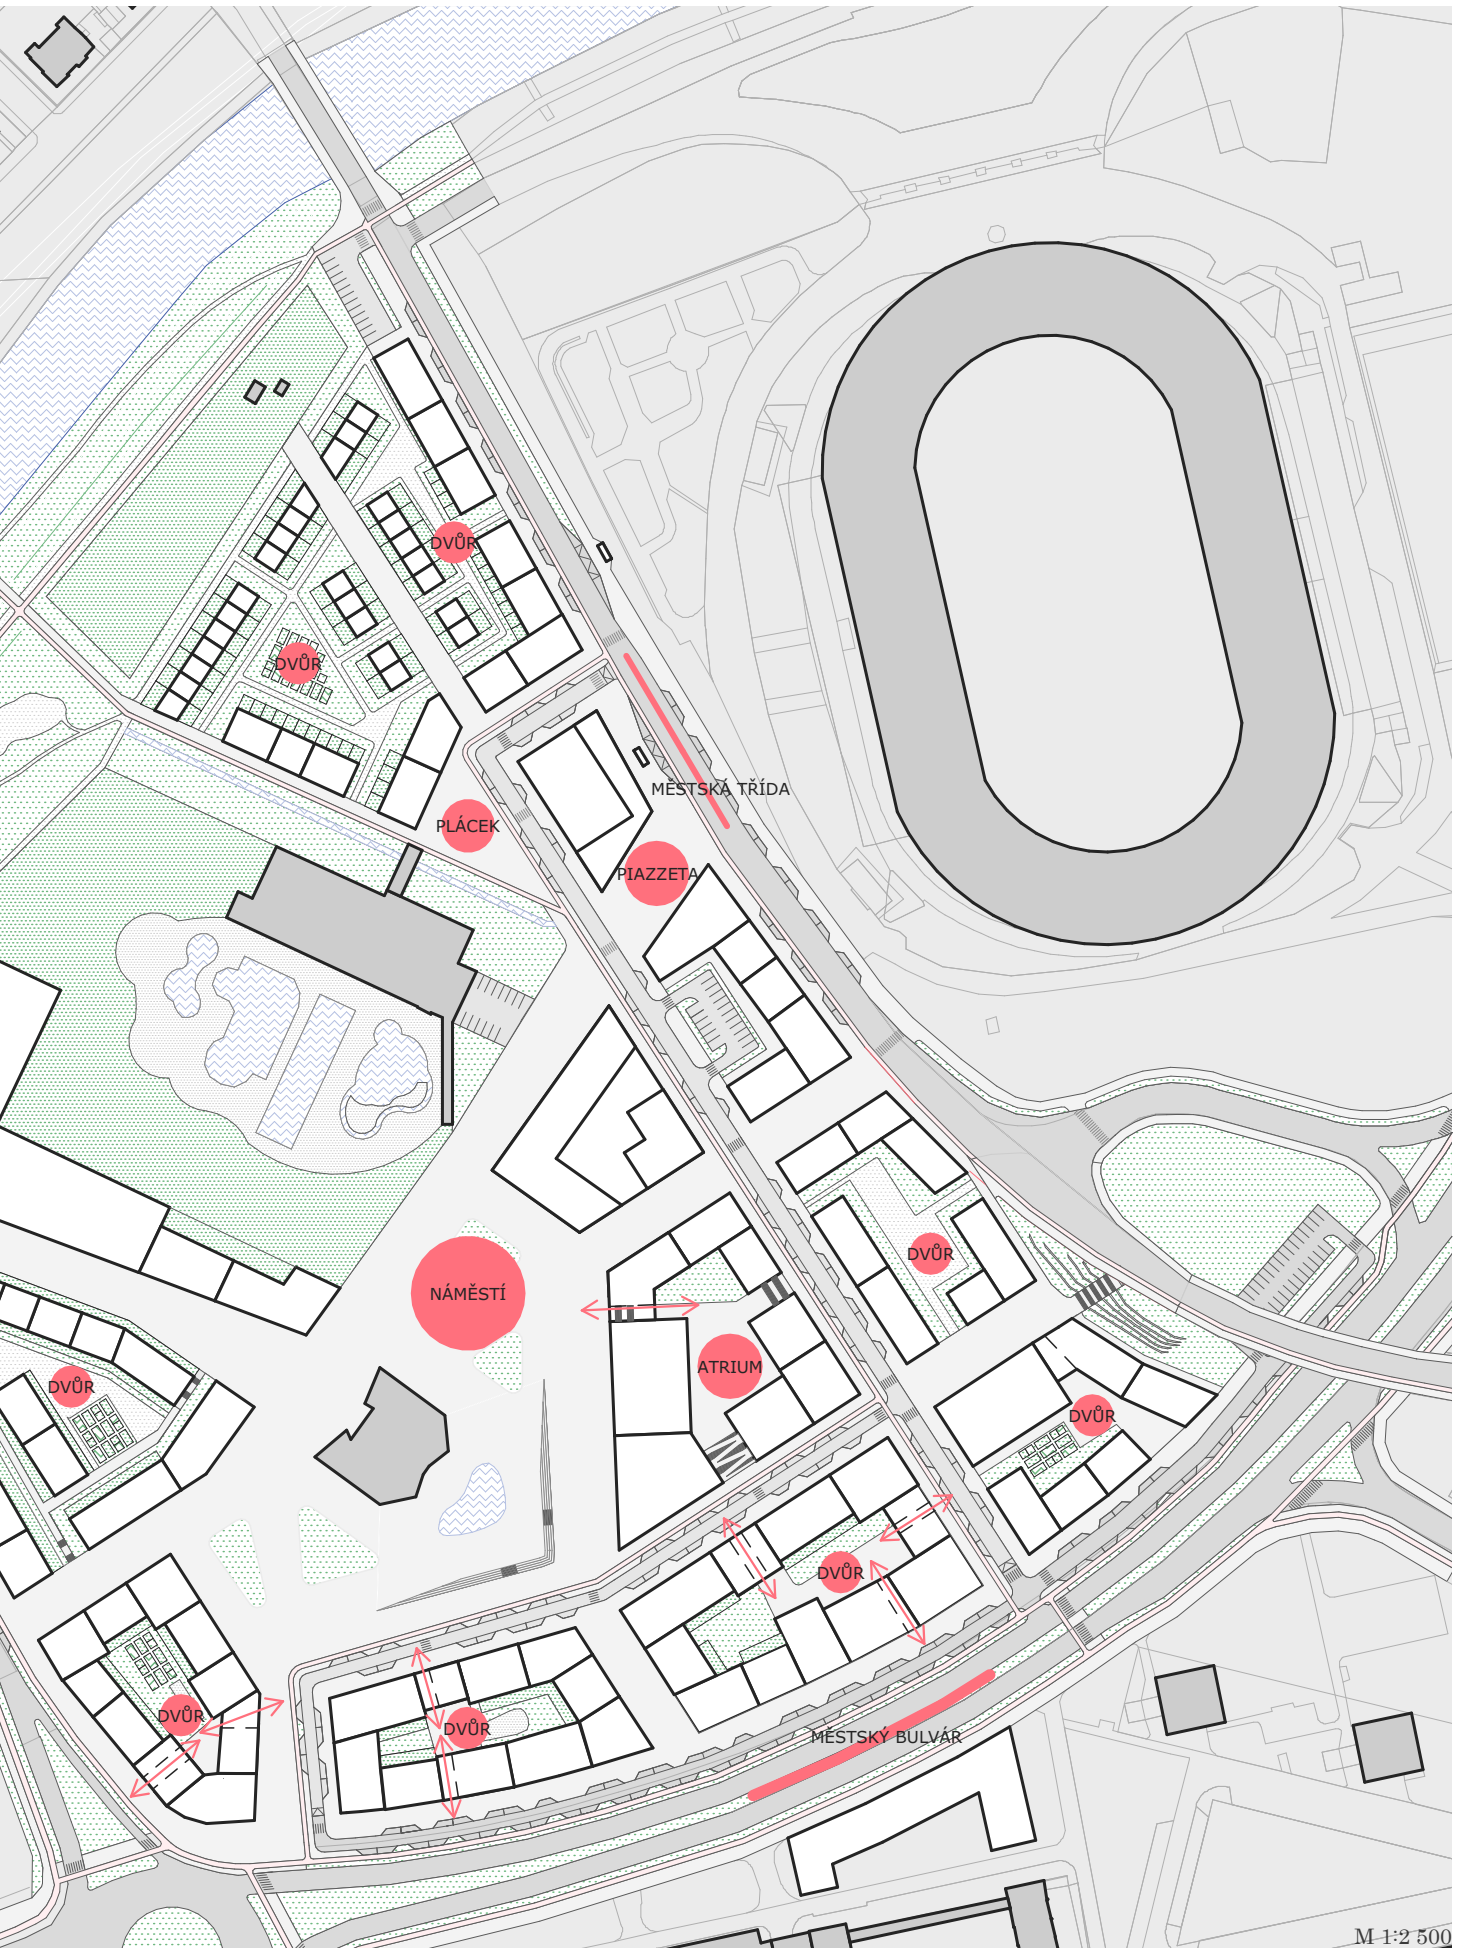 DVŮR
DVŮR
MĚSTSKÁ TŘÍDA
PLÁCEK
PIAZZETA
DVŮR
NÁMĚSTÍ
ATRIUM
DVŮR
DVŮR
DVŮR
DVŮR
DVŮR
MĚSTSKÝ BULVÁR
M 1:2 500